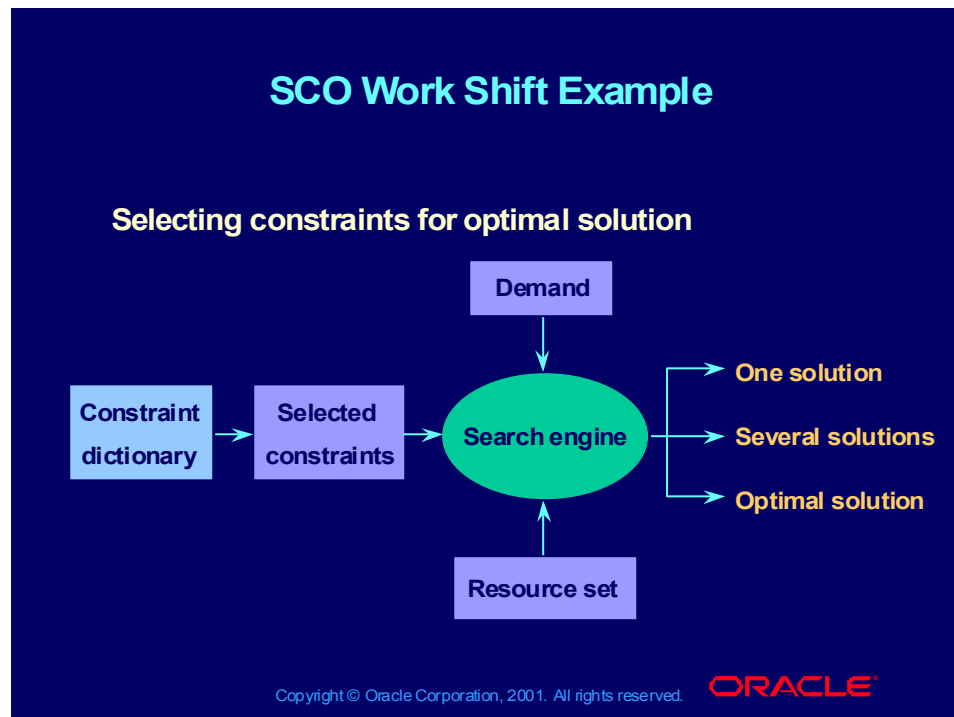 SCO Work Shift Example
Selecting constraints for optimal solution
Demand
Constraint
dictionary
Selected
constraints
Search engine
One solution
Several solutions
Optimal solution
Resource set
Copyright © Oracle Corporation, 2001. All rights reserved.
ORACLE®